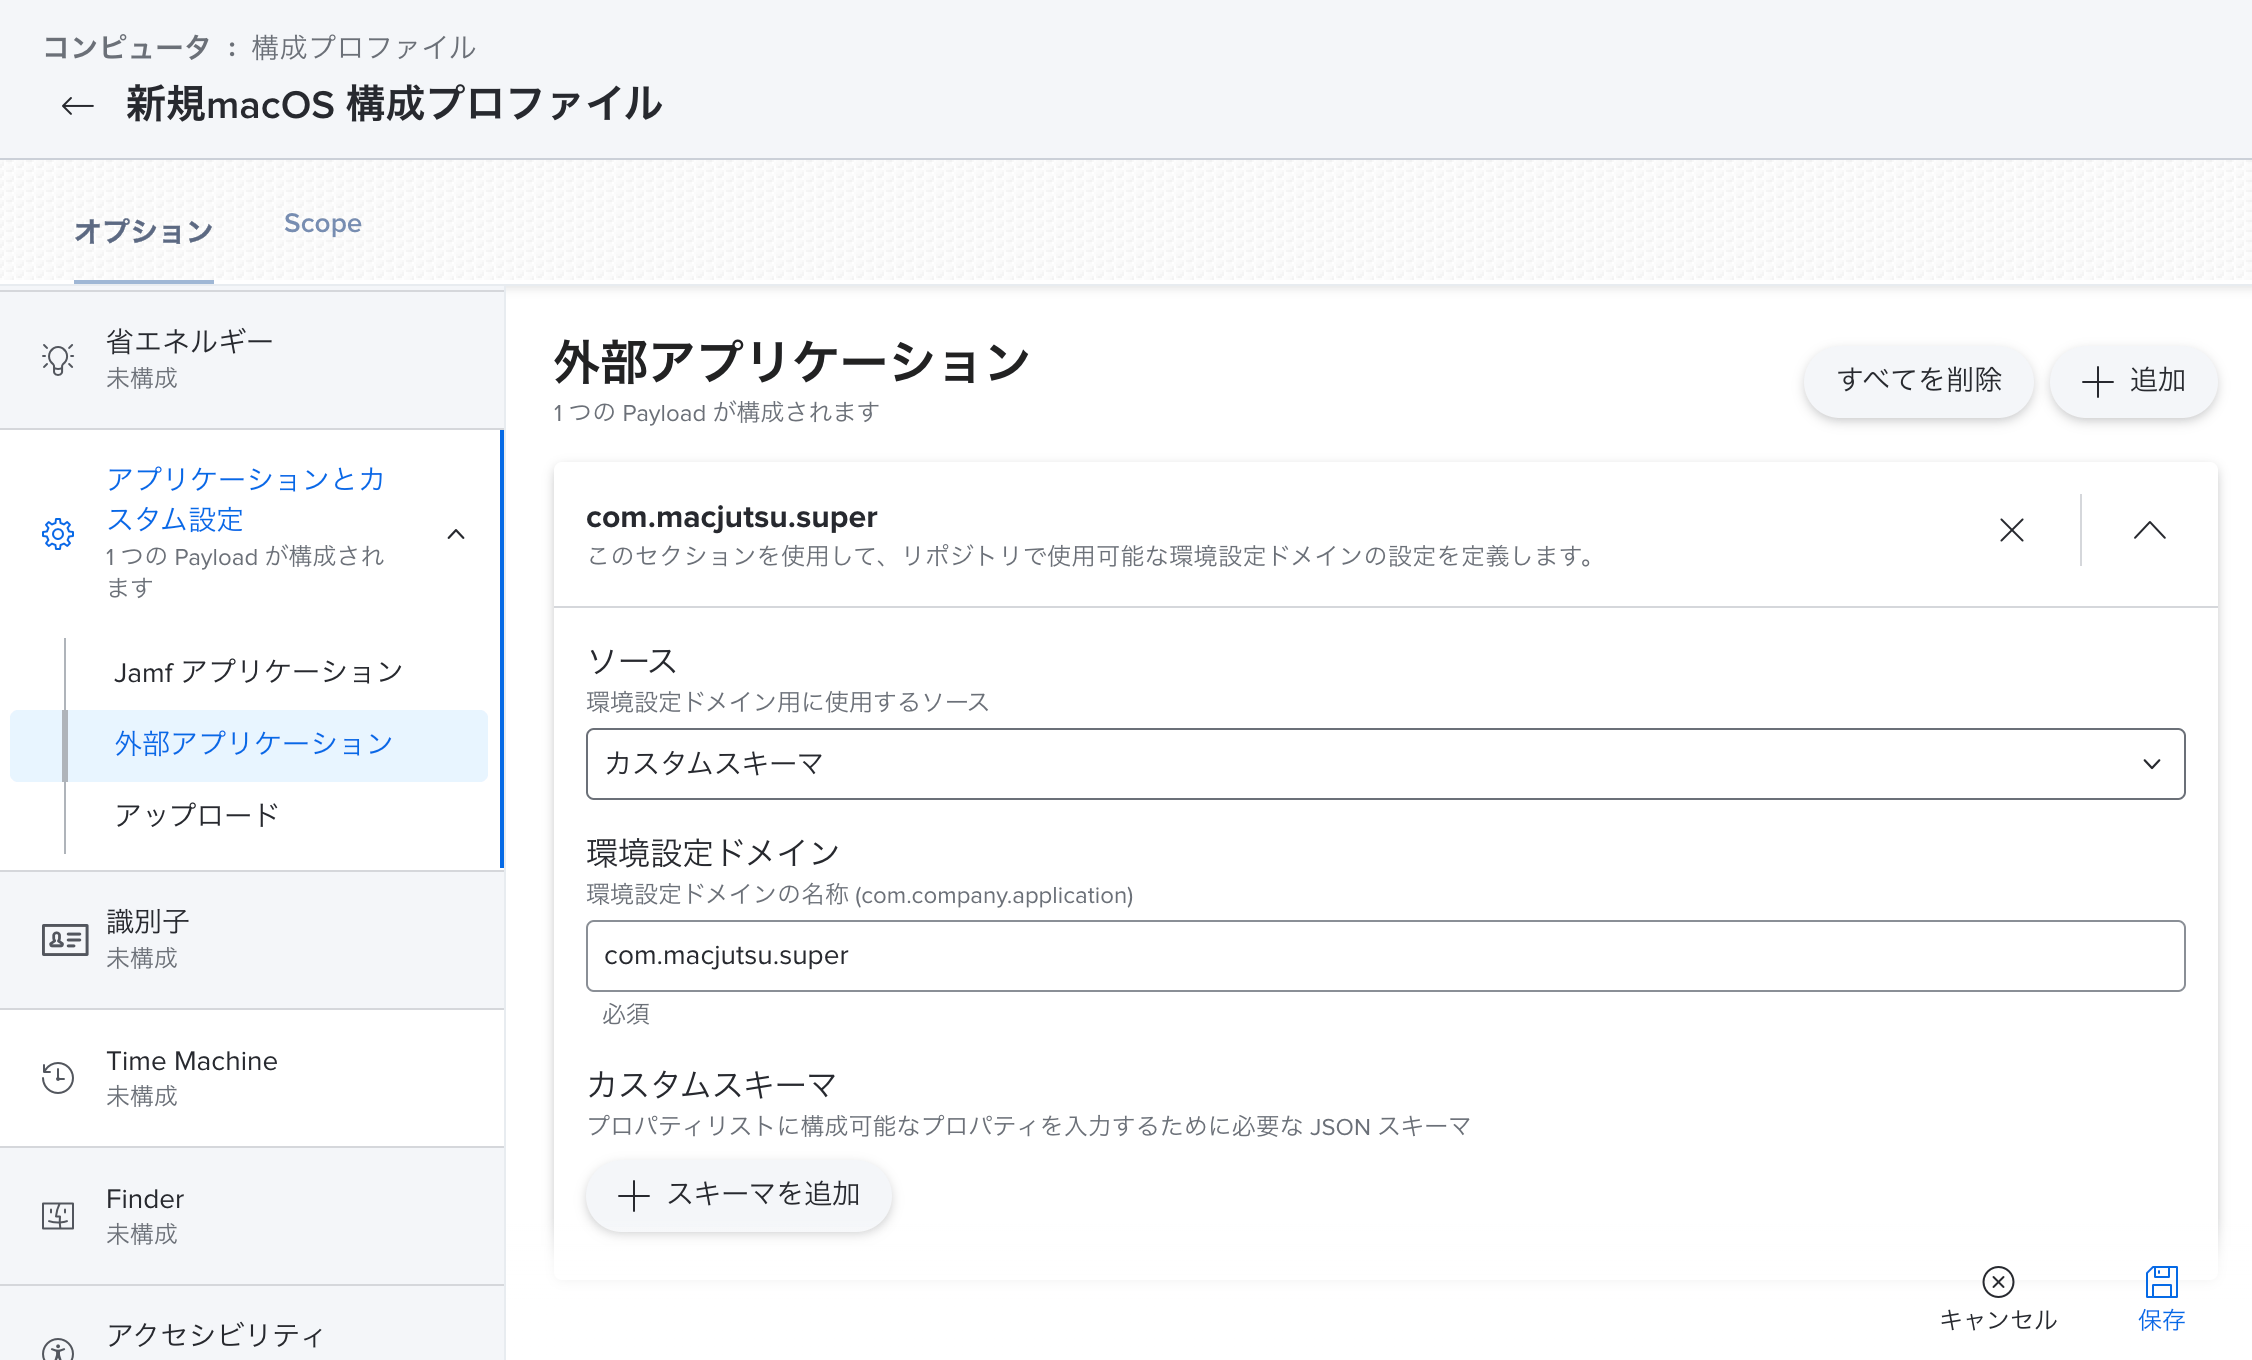 コンピュータ : 構成プロファイル
新規macOS 構成プロファイル
オプション
Scope
省エネルギー
未構成
アプリケーションとカ
スタム設定
1 つの Payload が構成され
ます
Jamf アプリケーション
外部アプリケーション
アップロード
識別子
未構成
Time Machine
未構成
Finder
未構成
アクセシビリティ
外部アプリケーション
1 つの Payload が構成されます
すべてを削除
追加
com.macjutsu.super
このセクションを使用して、リポジトリで使用可能な環境設定ドメインの設定を定義します。
ソース
環境設定ドメイン用に使用するソース
カスタムスキーマ
環境設定ドメイン
環境設定ドメインの名称 (com.company.application)
com.macjutsu.super
必須
カスタムスキーマ
プロパティリストに構成可能なプロパティを入力するために必要な JSON スキーマ
スキーマを追加
キャンセル
保存